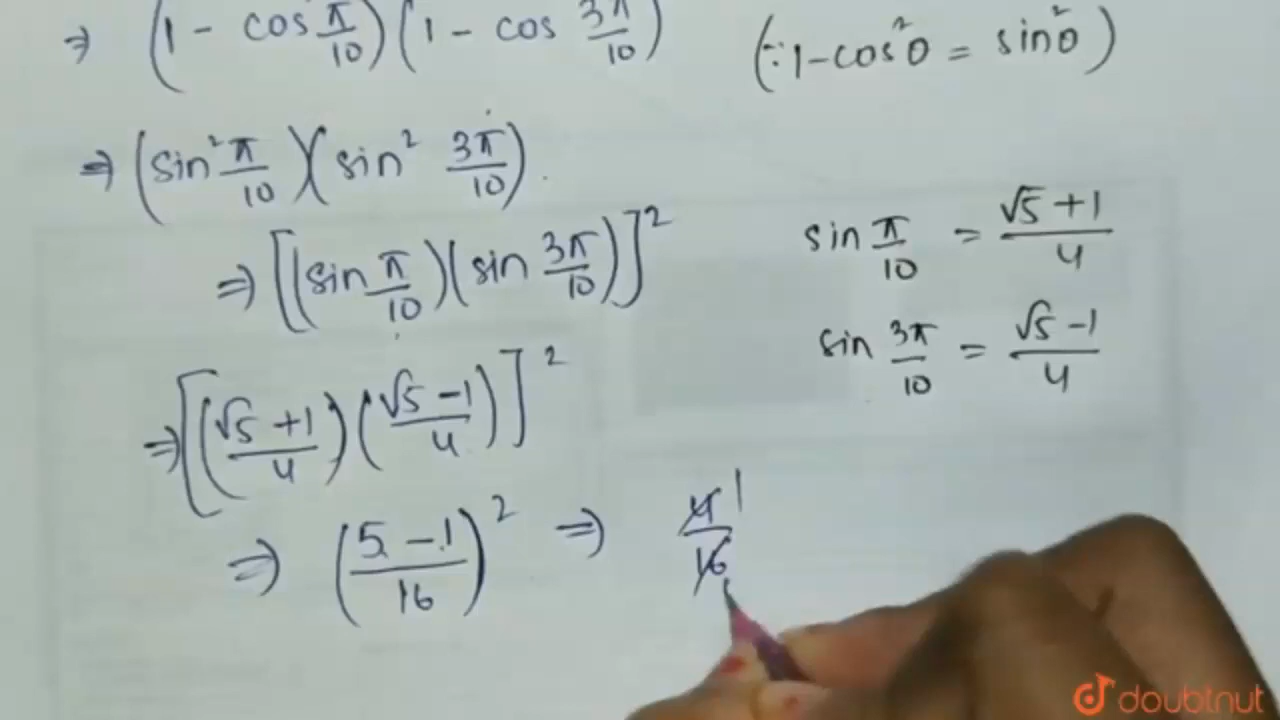 ⇒ (1 - cos π/10)(1 - cos 3π/10) (∵ 1-cos²θ = sin²θ)
⇒ (sin² π/10)(sin² 3π/10)
⇒ [(sin π/10)(sin 3π/10)]²
sin π/10 = √5+1/4
sin 3π/10 = √5-1/4
⇒ [(√5+1/4)(√5-1/4)]²
⇒ (5-1/16)² ⇒ 4/16 1
doubtnut